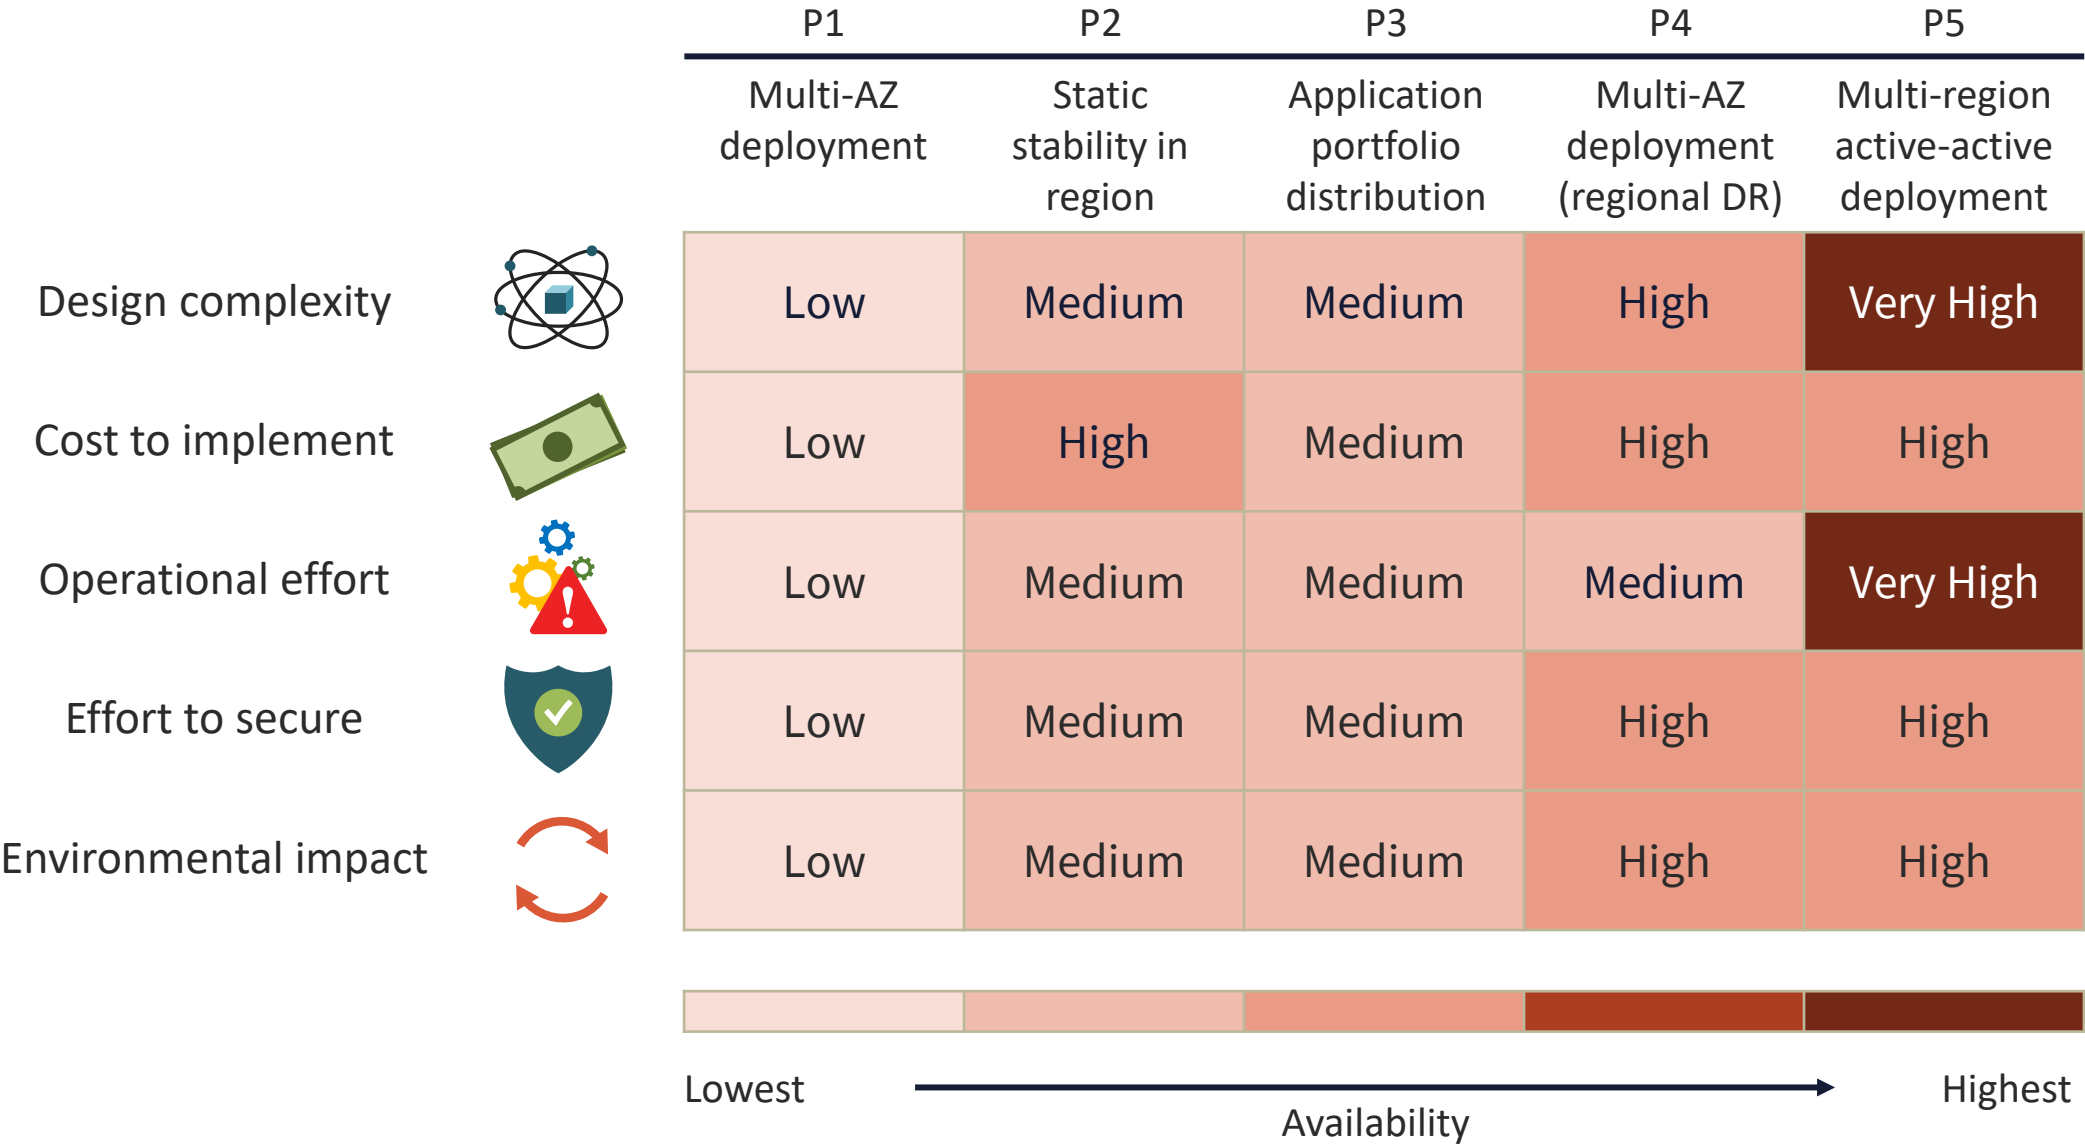 P1 P2 P3 P4 P5
Multi-AZ Static Application Multi-AZ Multi-region
deployment stability in portfolio deployment active-active
region distribution (regional DR) deployment
Design complexity Low Medium Medium High Very High
Cost to implement Low High Medium High High
Operational effort Low Medium Medium Medium Very High
Effort to secure Low Medium Medium High High
Environmental impact Low Medium Medium High High
Lowest Highest
Availability